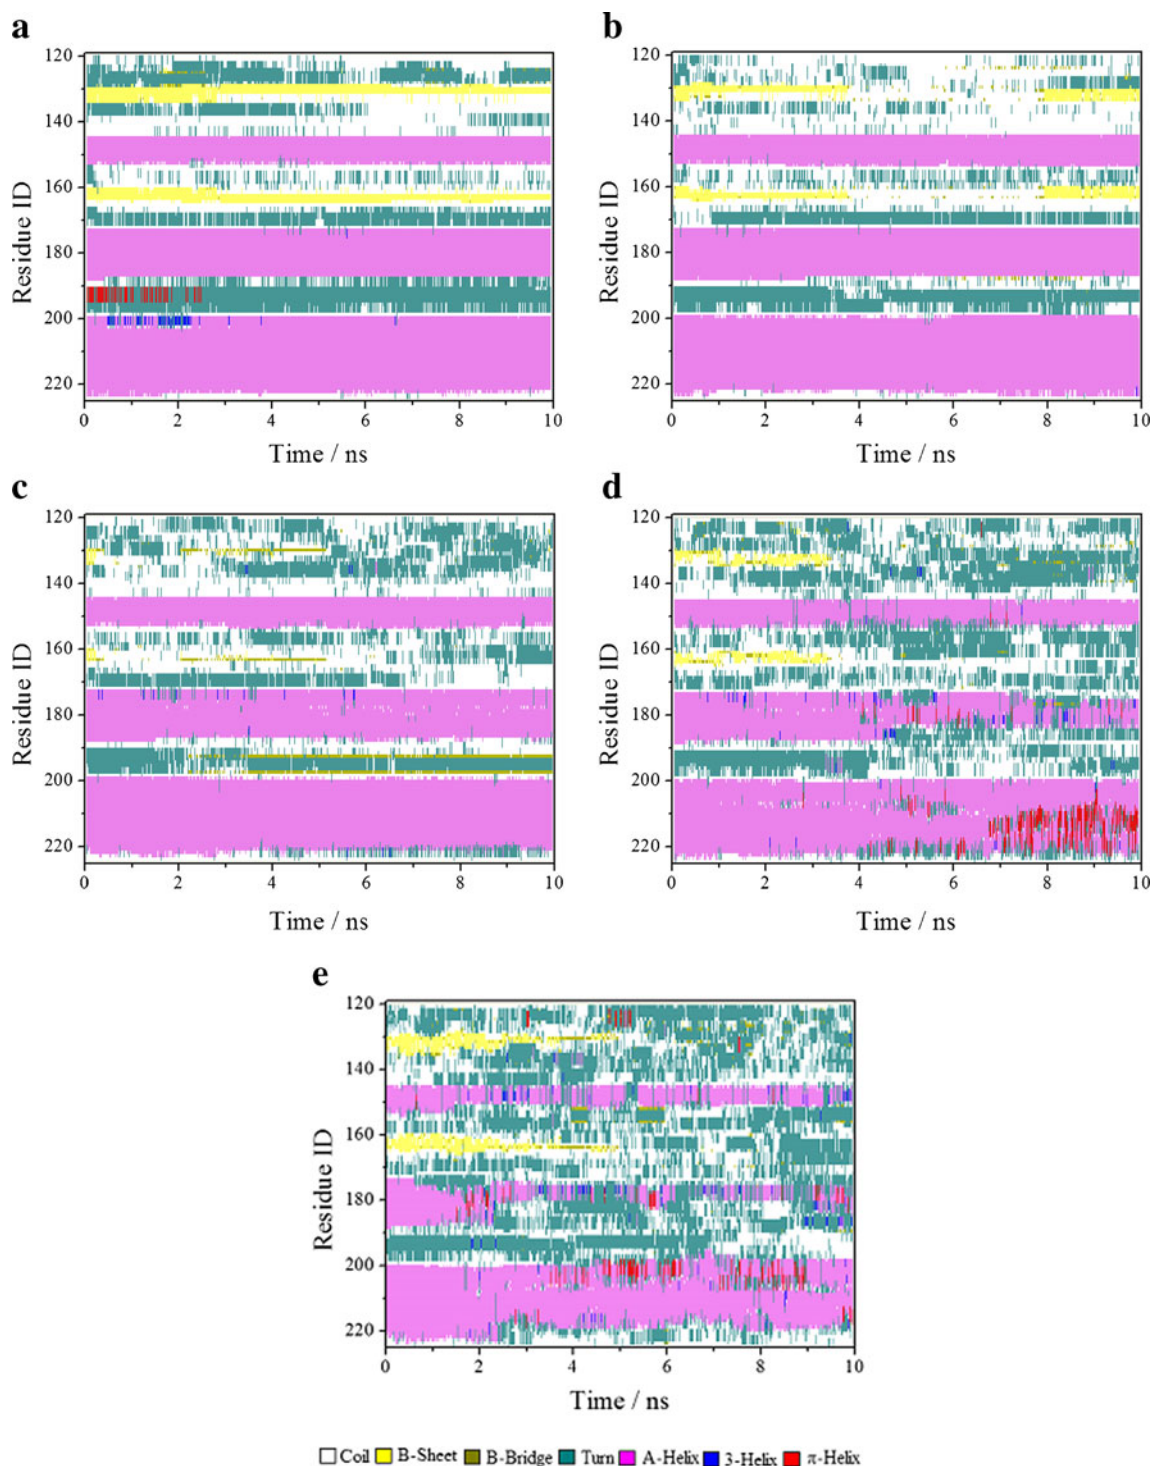 a
b
Residue ID
120
140
160
180
200
220
0 2 4 6 8 10
Time / ns
Residue ID
120
140
160
180
200
220
0 2 4 6 8 10
Time / ns
c
d
Residue ID
120
140
160
180
200
220
0 2 4 6 8 10
Time / ns
Residue ID
120
140
160
180
200
220
0 2 4 6 8 10
Time / ns
e
Residue ID
120
140
160
180
200
220
0 2 4 6 8 10
Time / ns
Coil B-Sheet B-Bridge Turn A-Helix 3-Helix π-Helix